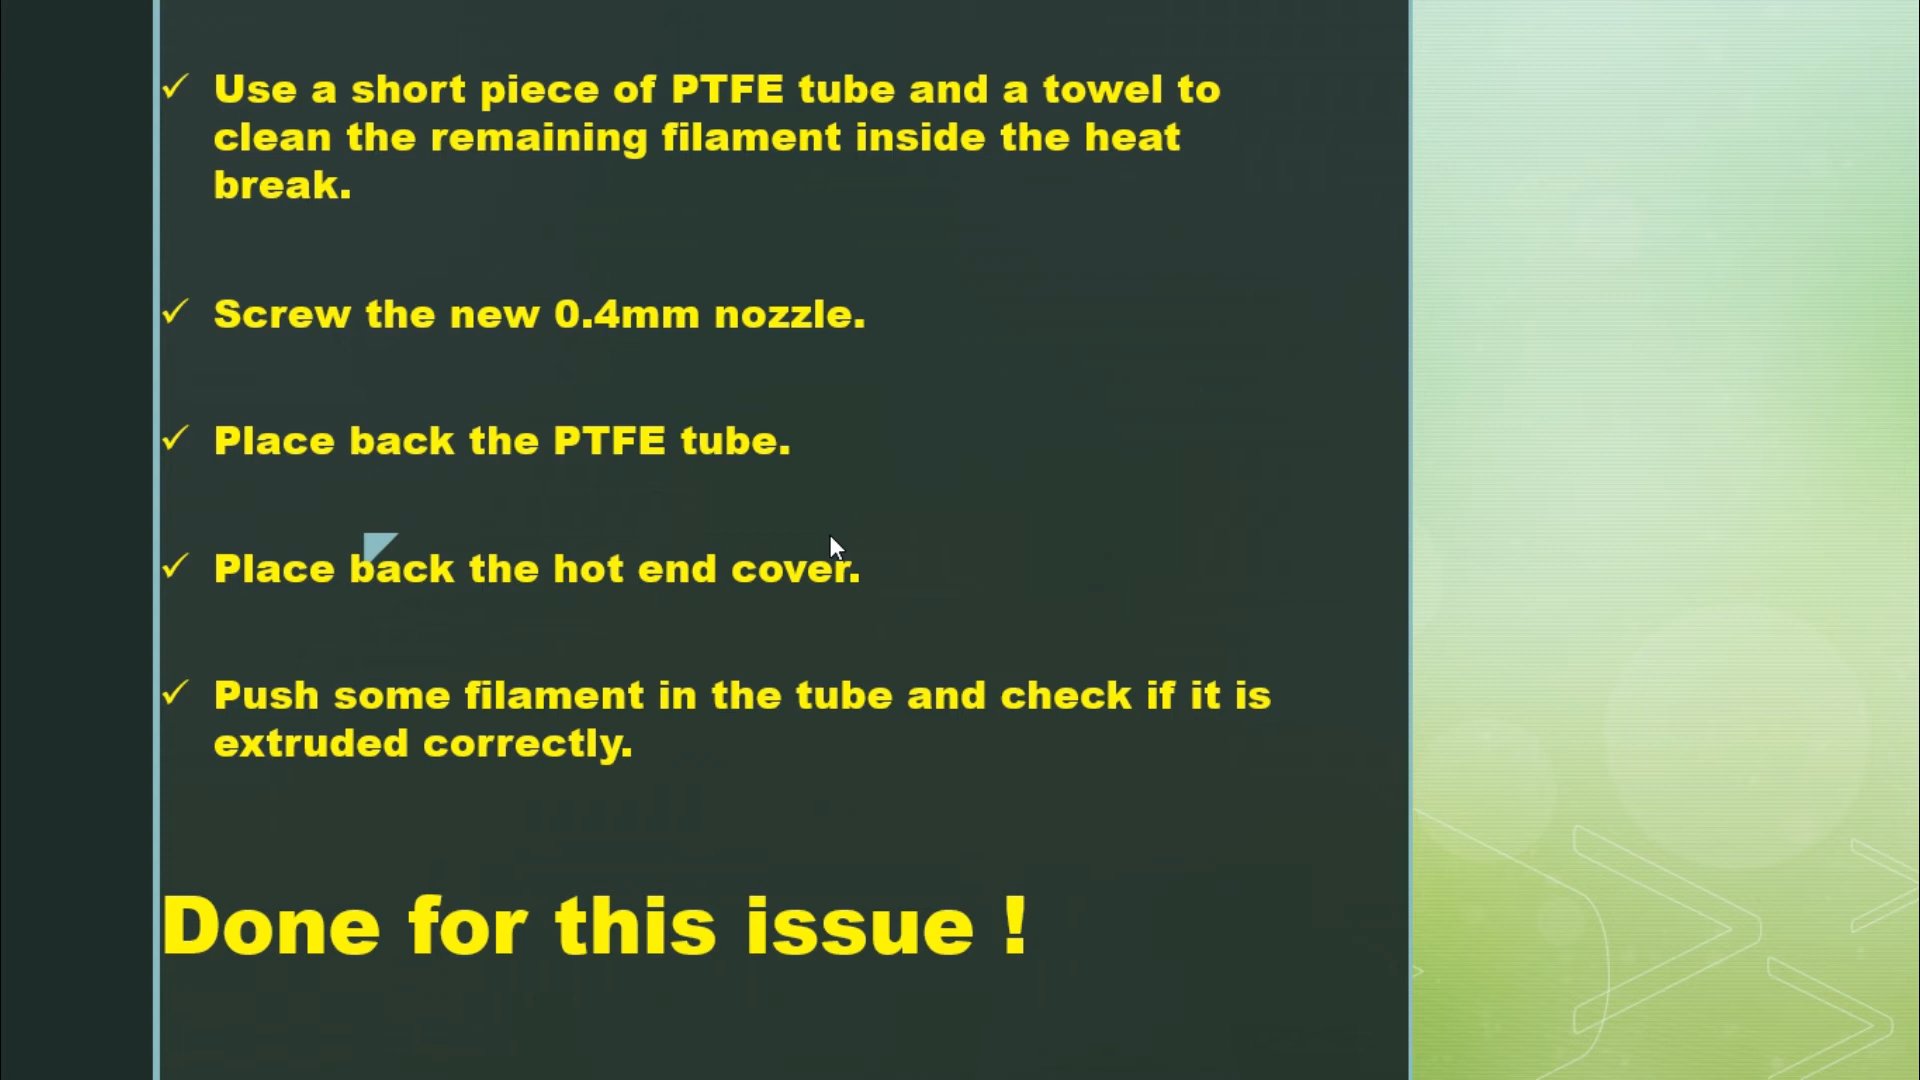 ✓ Use a short piece of PTFE tube and a towel to
clean the remaining filament inside the heat
break.
✓ Screw the new 0.4mm nozzle.
✓ Place back the PTFE tube.
✓ Place back the hot end cover.
✓ Push some filament in the tube and check if it is
extruded correctly.
Done for this issue !